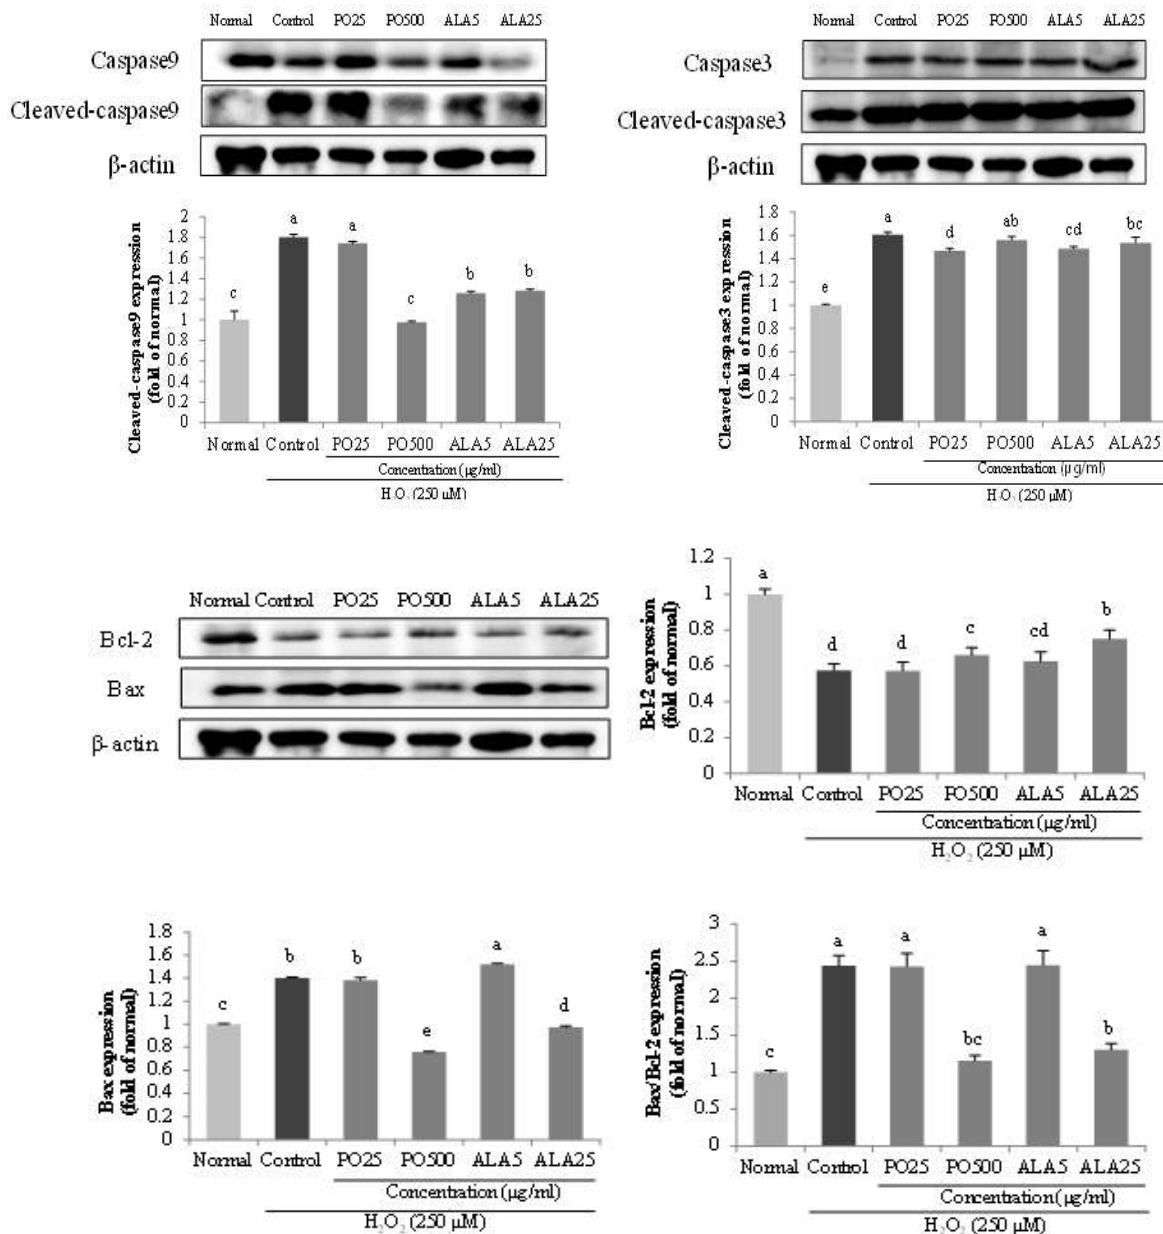 Normal Control PO25 PO500 ALA5 ALA25
Caspase9
Cleaved-caspase9
β-actin
Cleaved-caspase9 expression
(fold of normal)
2
1.8
1.6
1.4
1.2
1
0.8
0.6
0.4
0.2
0
c a a c b b
Normal Control PO25 PO500 ALA5 ALA25
Concentration (µg/ml)
H₂O₂ (250 µM)
Normal Control PO25 PO500 ALA5 ALA25
Caspase3
Cleaved-caspase3
β-actin
Cleaved-caspase3 expression
(fold of normal)
1.8
1.6
1.4
1.2
1
0.8
0.6
0.4
0.2
0
e a d ab cd bc
Normal Control PO25 PO500 ALA5 ALA25
Concentration (µg/ml)
H₂O₂ (250 µM)
Normal Control PO25 PO500 ALA5 ALA25
Bcl-2
Bax
β-actin
Bcl-2 expression
(fold of normal)
1.2
1
0.8
0.6
0.4
0.2
0
a d d c cd b
Normal Control PO25 PO500 ALA5 ALA25
Concentration (µg/ml)
H₂O₂ (250 µM)
Bax expression
(fold of normal)
1.8
1.6
1.4
1.2
1
0.8
0.6
0.4
0.2
0
c b b e a d
Normal Control PO25 PO500 ALA5 ALA25
Concentration (µg/ml)
H₂O₂ (250 µM)
Bax/Bcl-2 expression
(fold of normal)
3
2.5
2
1.5
1
0.5
0
c a a bc a b
Normal Control PO25 PO500 ALA5 ALA25
Concentration (µg/ml)
H₂O₂ (250 µM)